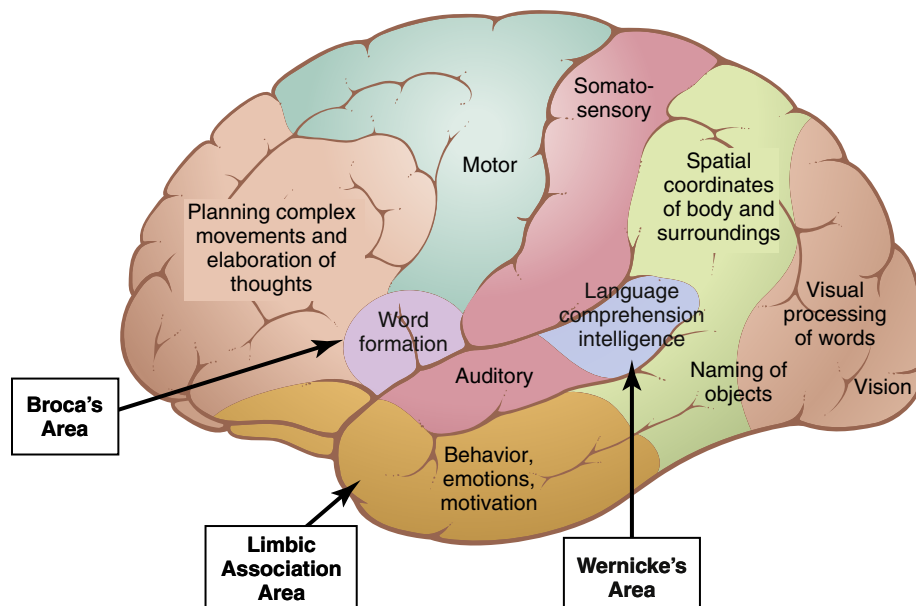 Somato-
sensory
Motor
Spatial
coordinates
of body and
surroundings
Planning complex
movements and
elaboration of
thoughts
Word
formation
Language
comprehension
intelligence
Visual
processing
of words
Auditory
Naming of
objects
Vision
Broca's
Area
Behavior,
emotions,
motivation
Limbic
Association
Area
Wernicke's
Area